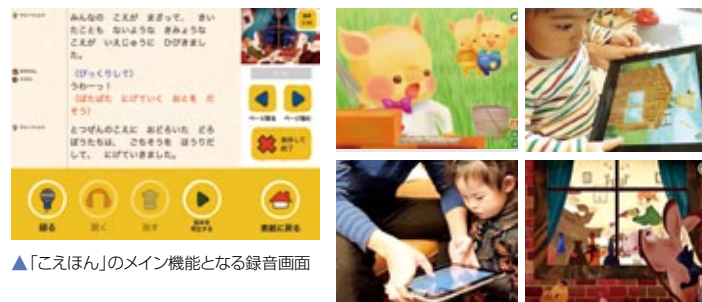 みんなの こえが まざって、 きい
たことも ないような きみょうな
こえが いえじゅうに ひびきまし
た。
(びっくりして)
うわーっ！
(ばたばた にげていく おとを だ
そう)
とつぜんのこえに おどろいた どろ
ぼうたちは、 ごちそうを ほうりだ
して、 にげていきました。
ページ戻る
ページ進む
保存して
終了
録る
聞く
消す
表紙に戻る
▲「こえほん」のメイン機能となる録音画面